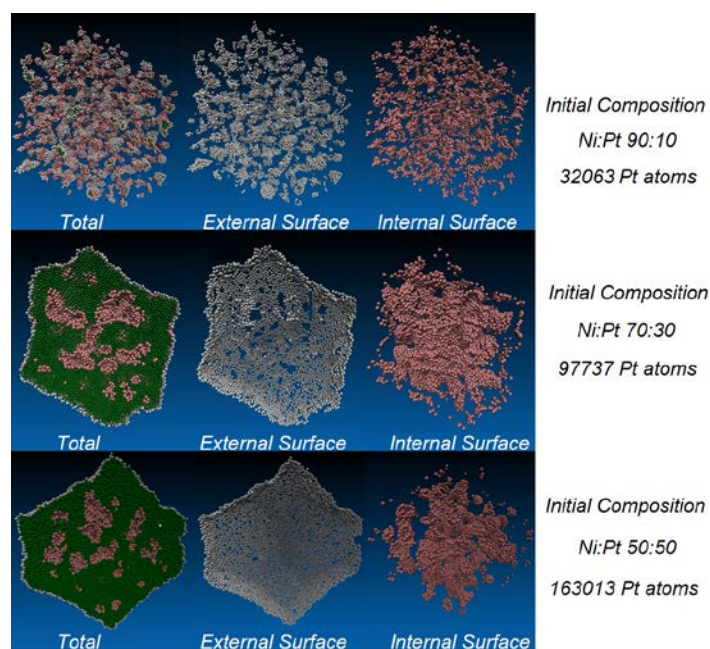 Total
External Surface
Internal Surface
Initial Composition
Ni:Pt 90:10
32063 Pt atoms
Total
External Surface
Internal Surface
Initial Composition
Ni:Pt 70:30
97737 Pt atoms
Total
External Surface
Internal Surface
Initial Composition
Ni:Pt 50:50
163013 Pt atoms